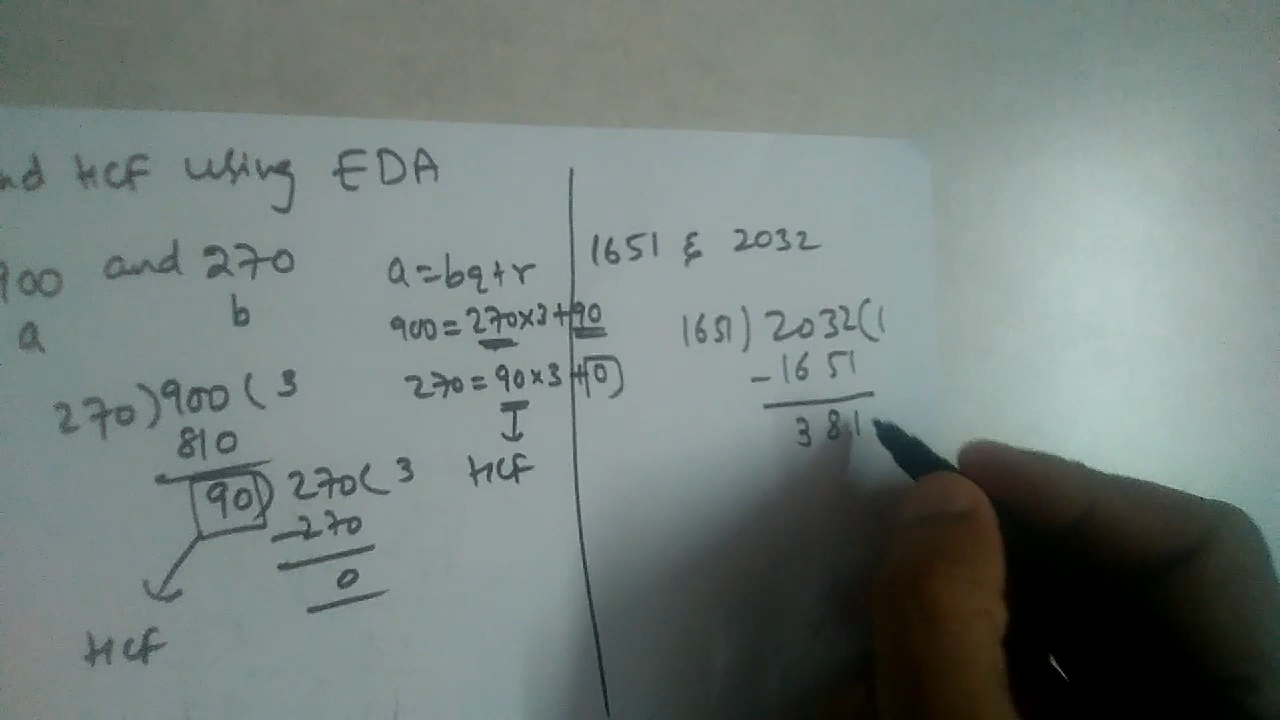 nd HCF using EDA
900 and 270
a b
270)900(3
810
90)270(3
-270
0
HCF
a=bq+r
900=270×3+90
270=90×3+0
HCF
1651 & 2032
1651)2032(1
-1651
381